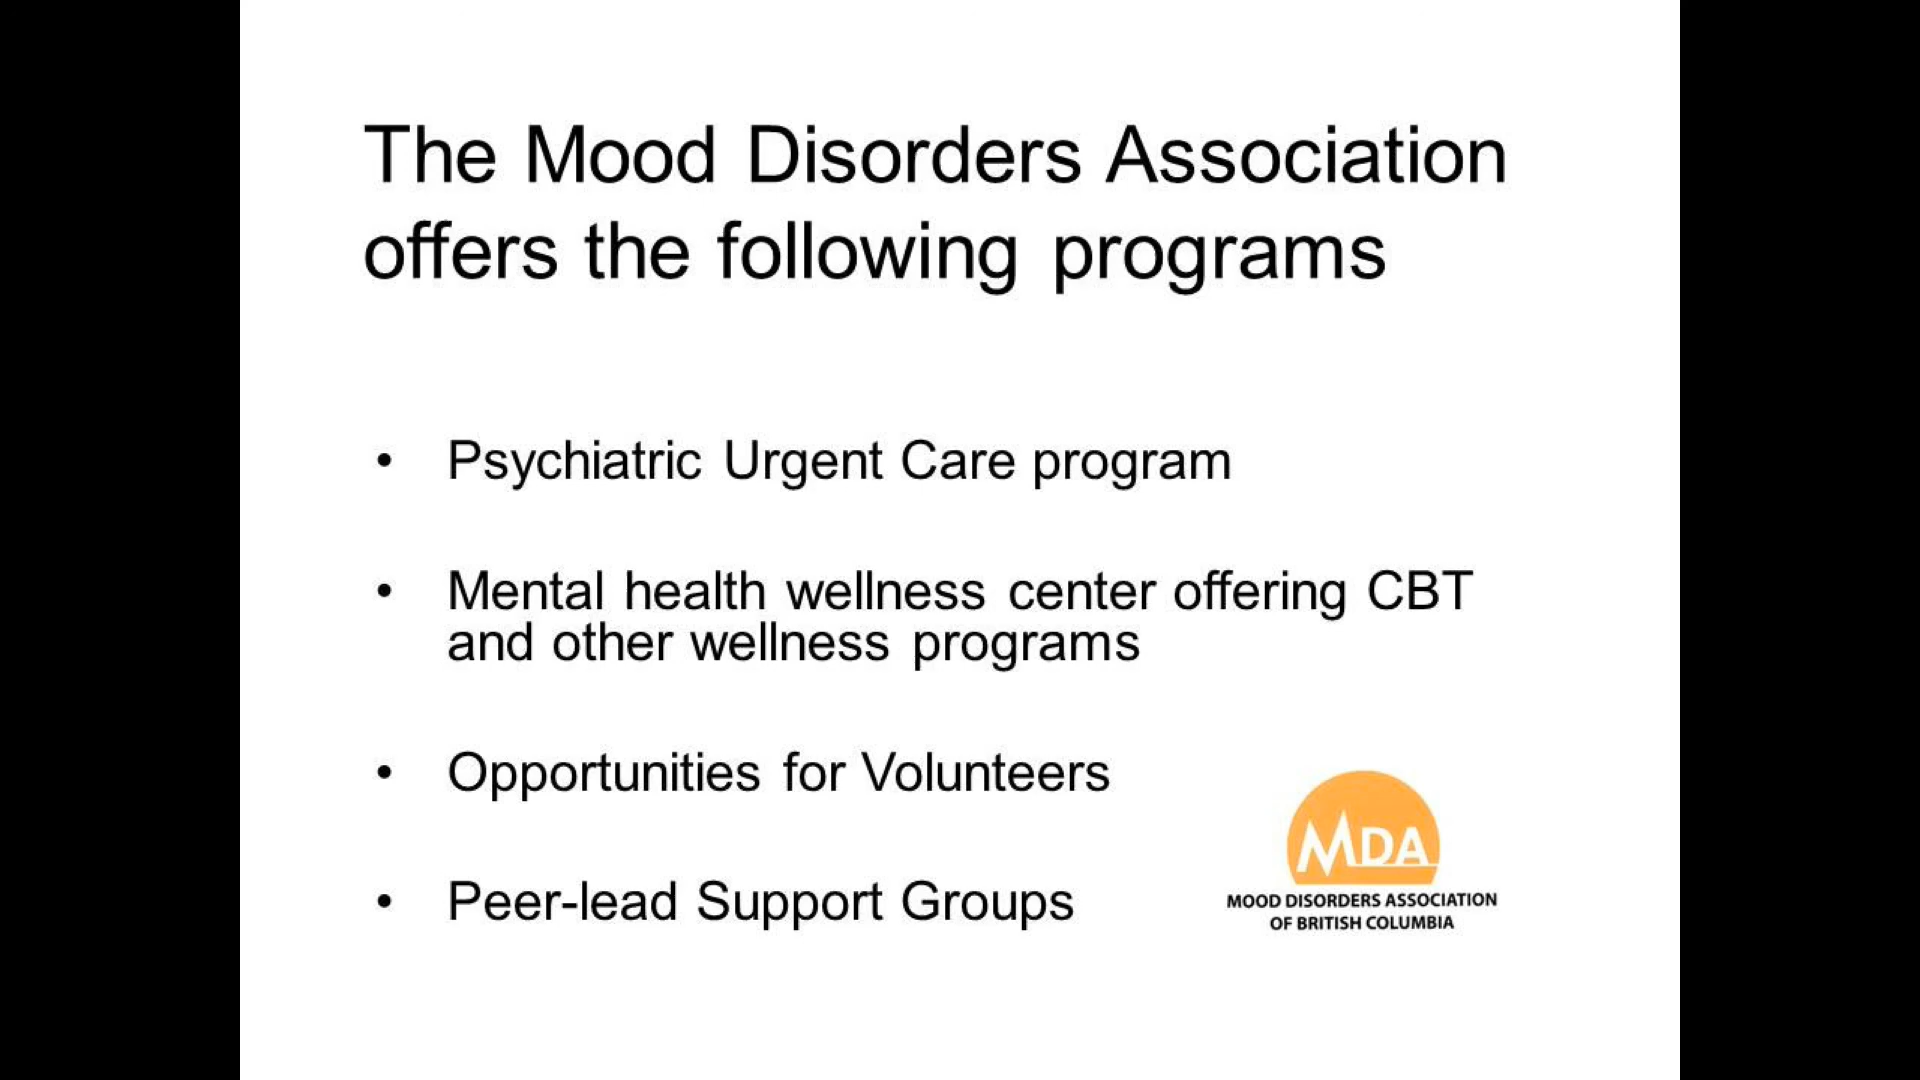 The Mood Disorders Association
offers the following programs
• Psychiatric Urgent Care program
• Mental health wellness center offering CBT
and other wellness programs
• Opportunities for Volunteers
• Peer-lead Support Groups
MDA
MOOD DISORDERS ASSOCIATION
OF BRITISH COLUMBIA